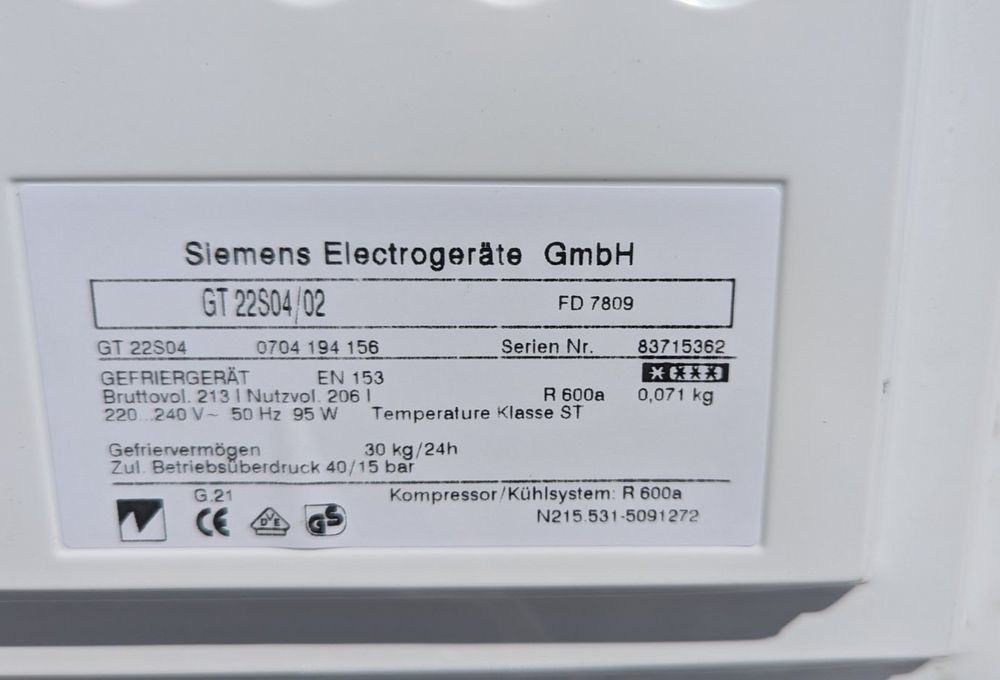 Siemens Electrogeräte GmbH
GT 22S04/02 FD 7809
GT 22S04 0704 194 156 Serien Nr. 83715362
GEFRIERGERÄT EN 153
Bruttovol. 213 l Nutzvol. 206 l R 600a 0,071 kg
220...240 V~ 50 Hz 95 W Temperature Klasse ST
Gefriervermögen 30 kg/24h
Zul. Betriebsüberdruck 40/15 bar
G.21 Kompressor/Kühlsystem: R 600a
CE DVE GS N215.531-5091272